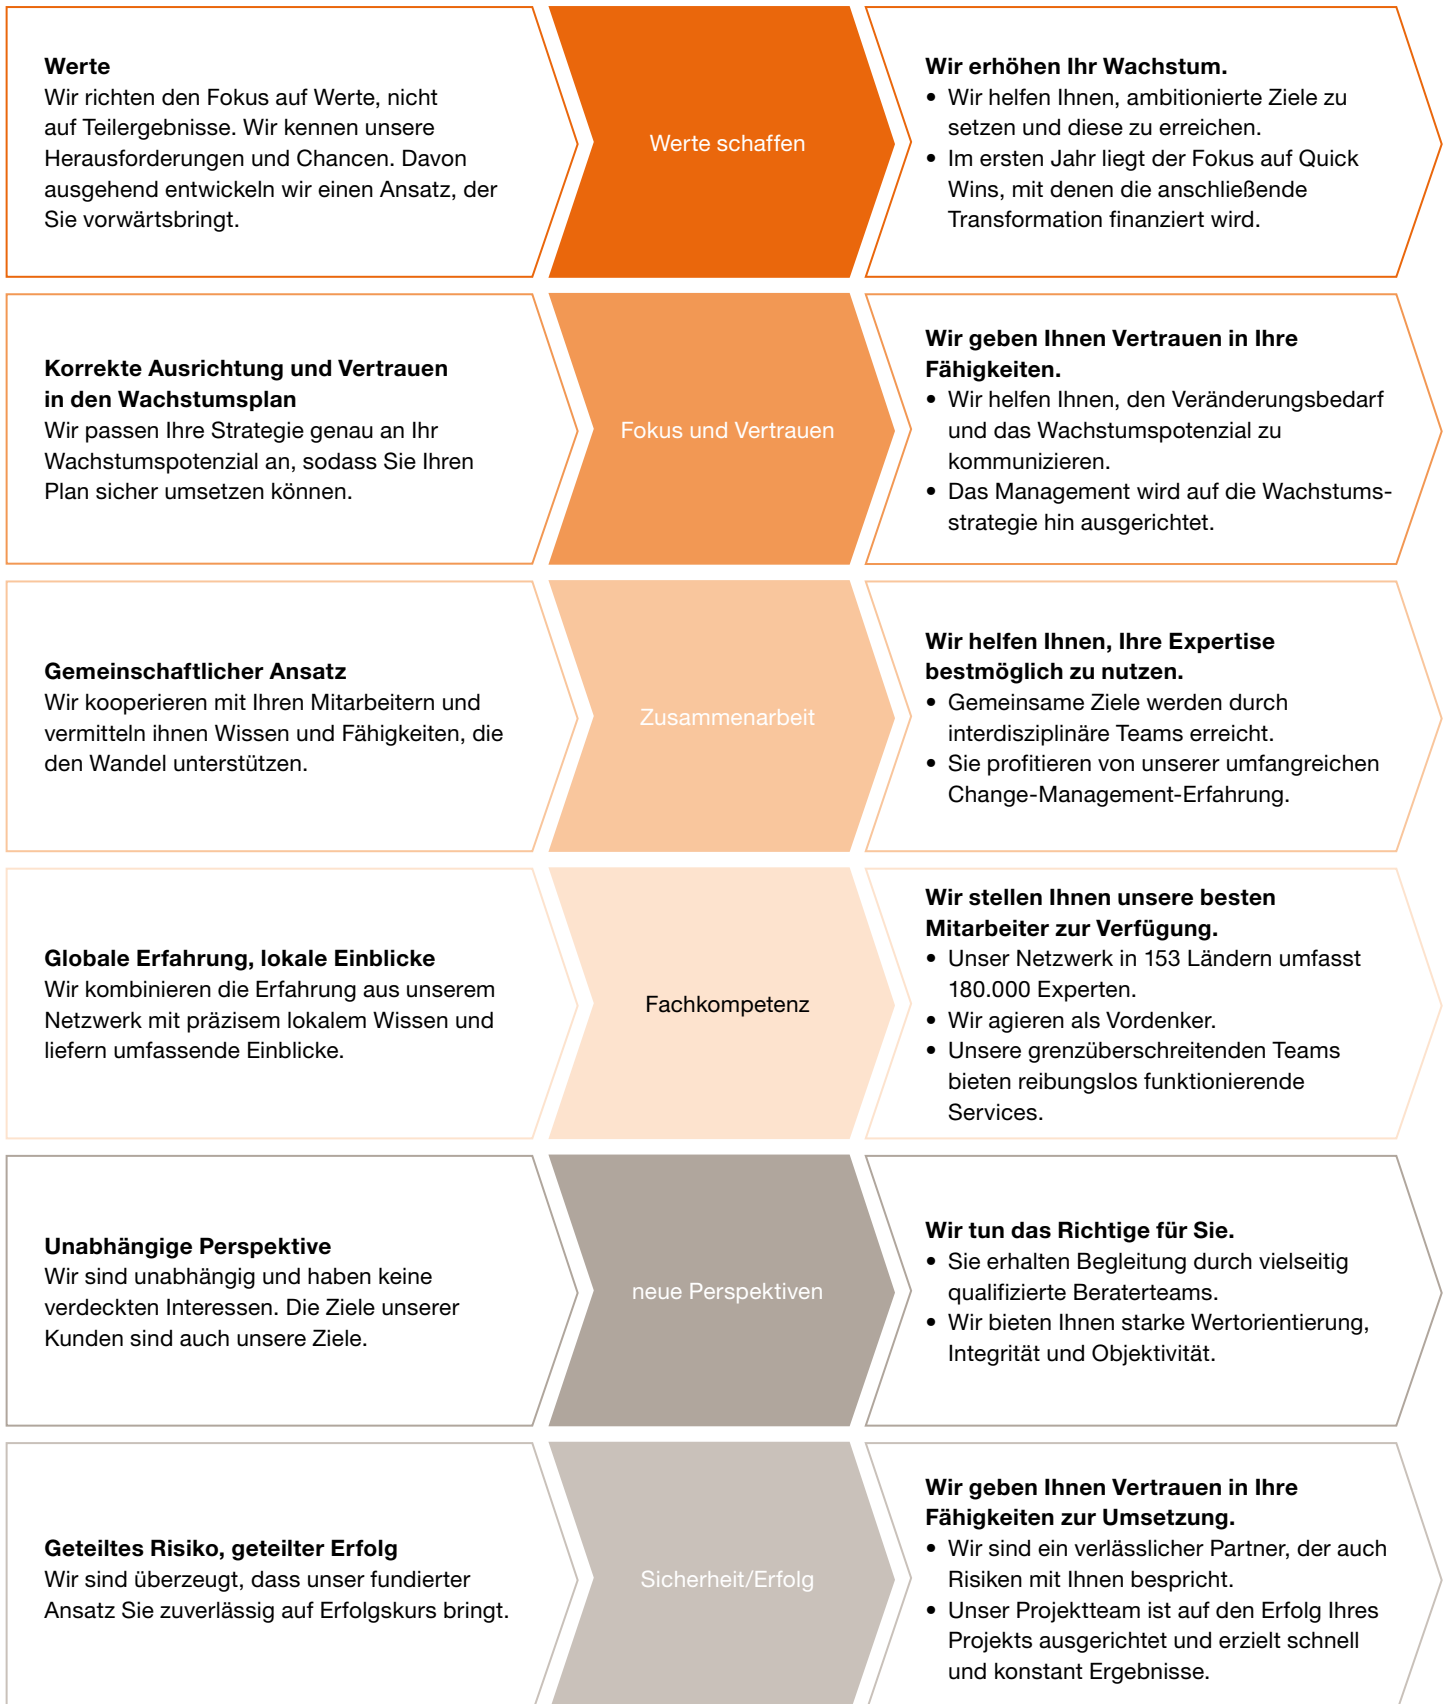 Werte
Wir richten den Fokus auf Werte, nicht
auf Teilergebnisse. Wir kennen unsere
Herausforderungen und Chancen. Davon
ausgehend entwickeln wir einen Ansatz, der
Sie vorwärtsbringt.
Werte schaffen
Wir erhöhen Ihr Wachstum.
• Wir helfen Ihnen, ambitionierte Ziele zu
setzen und diese zu erreichen.
• Im ersten Jahr liegt der Fokus auf Quick
Wins, mit denen die anschließende
Transformation finanziert wird.
Korrekte Ausrichtung und Vertrauen
in den Wachstumsplan
Wir passen Ihre Strategie genau an Ihr
Wachstumspotenzial an, sodass Sie Ihren
Plan sicher umsetzen können.
Fokus und Vertrauen
Wir geben Ihnen Vertrauen in Ihre
Fähigkeiten.
• Wir helfen Ihnen, den Veränderungsbedarf
und das Wachstumspotenzial zu
kommunizieren.
• Das Management wird auf die Wachstums-
strategie hin ausgerichtet.
Gemeinschaftlicher Ansatz
Wir kooperieren mit Ihren Mitarbeitern und
vermitteln ihnen Wissen und Fähigkeiten, die
den Wandel unterstützen.
Zusammenarbeit
Wir helfen Ihnen, Ihre Expertise
bestmöglich zu nutzen.
• Gemeinsame Ziele werden durch
interdisziplinäre Teams erreicht.
• Sie profitieren von unserer umfangreichen
Change-Management-Erfahrung.
Globale Erfahrung, lokale Einblicke
Wir kombinieren die Erfahrung aus unserem
Netzwerk mit präzisem lokalem Wissen und
liefern umfassende Einblicke.
Fachkompetenz
Wir stellen Ihnen unsere besten
Mitarbeiter zur Verfügung.
• Unser Netzwerk in 153 Ländern umfasst
180.000 Experten.
• Wir agieren als Vordenker.
• Unsere grenzüberschreitenden Teams
bieten reibungslos funktionierende
Services.
Unabhängige Perspektive
Wir sind unabhängig und haben keine
verdeckten Interessen. Die Ziele unserer
Kunden sind auch unsere Ziele.
neue Perspektiven
Wir tun das Richtige für Sie.
• Sie erhalten Begleitung durch vielseitig
qualifizierte Beraterteams.
• Wir bieten Ihnen starke Wertorientierung,
Integrität und Objektivität.
Geteiltes Risiko, geteilter Erfolg
Wir sind überzeugt, dass unser fundierter
Ansatz Sie zuverlässig auf Erfolgskurs bringt.
Sicherheit/Erfolg
Wir geben Ihnen Vertrauen in Ihre
Fähigkeiten zur Umsetzung.
• Wir sind ein verlässlicher Partner, der auch
Risiken mit Ihnen bespricht.
• Unser Projektteam ist auf den Erfolg Ihres
Projekts ausgerichtet und erzielt schnell
und konstant Ergebnisse.